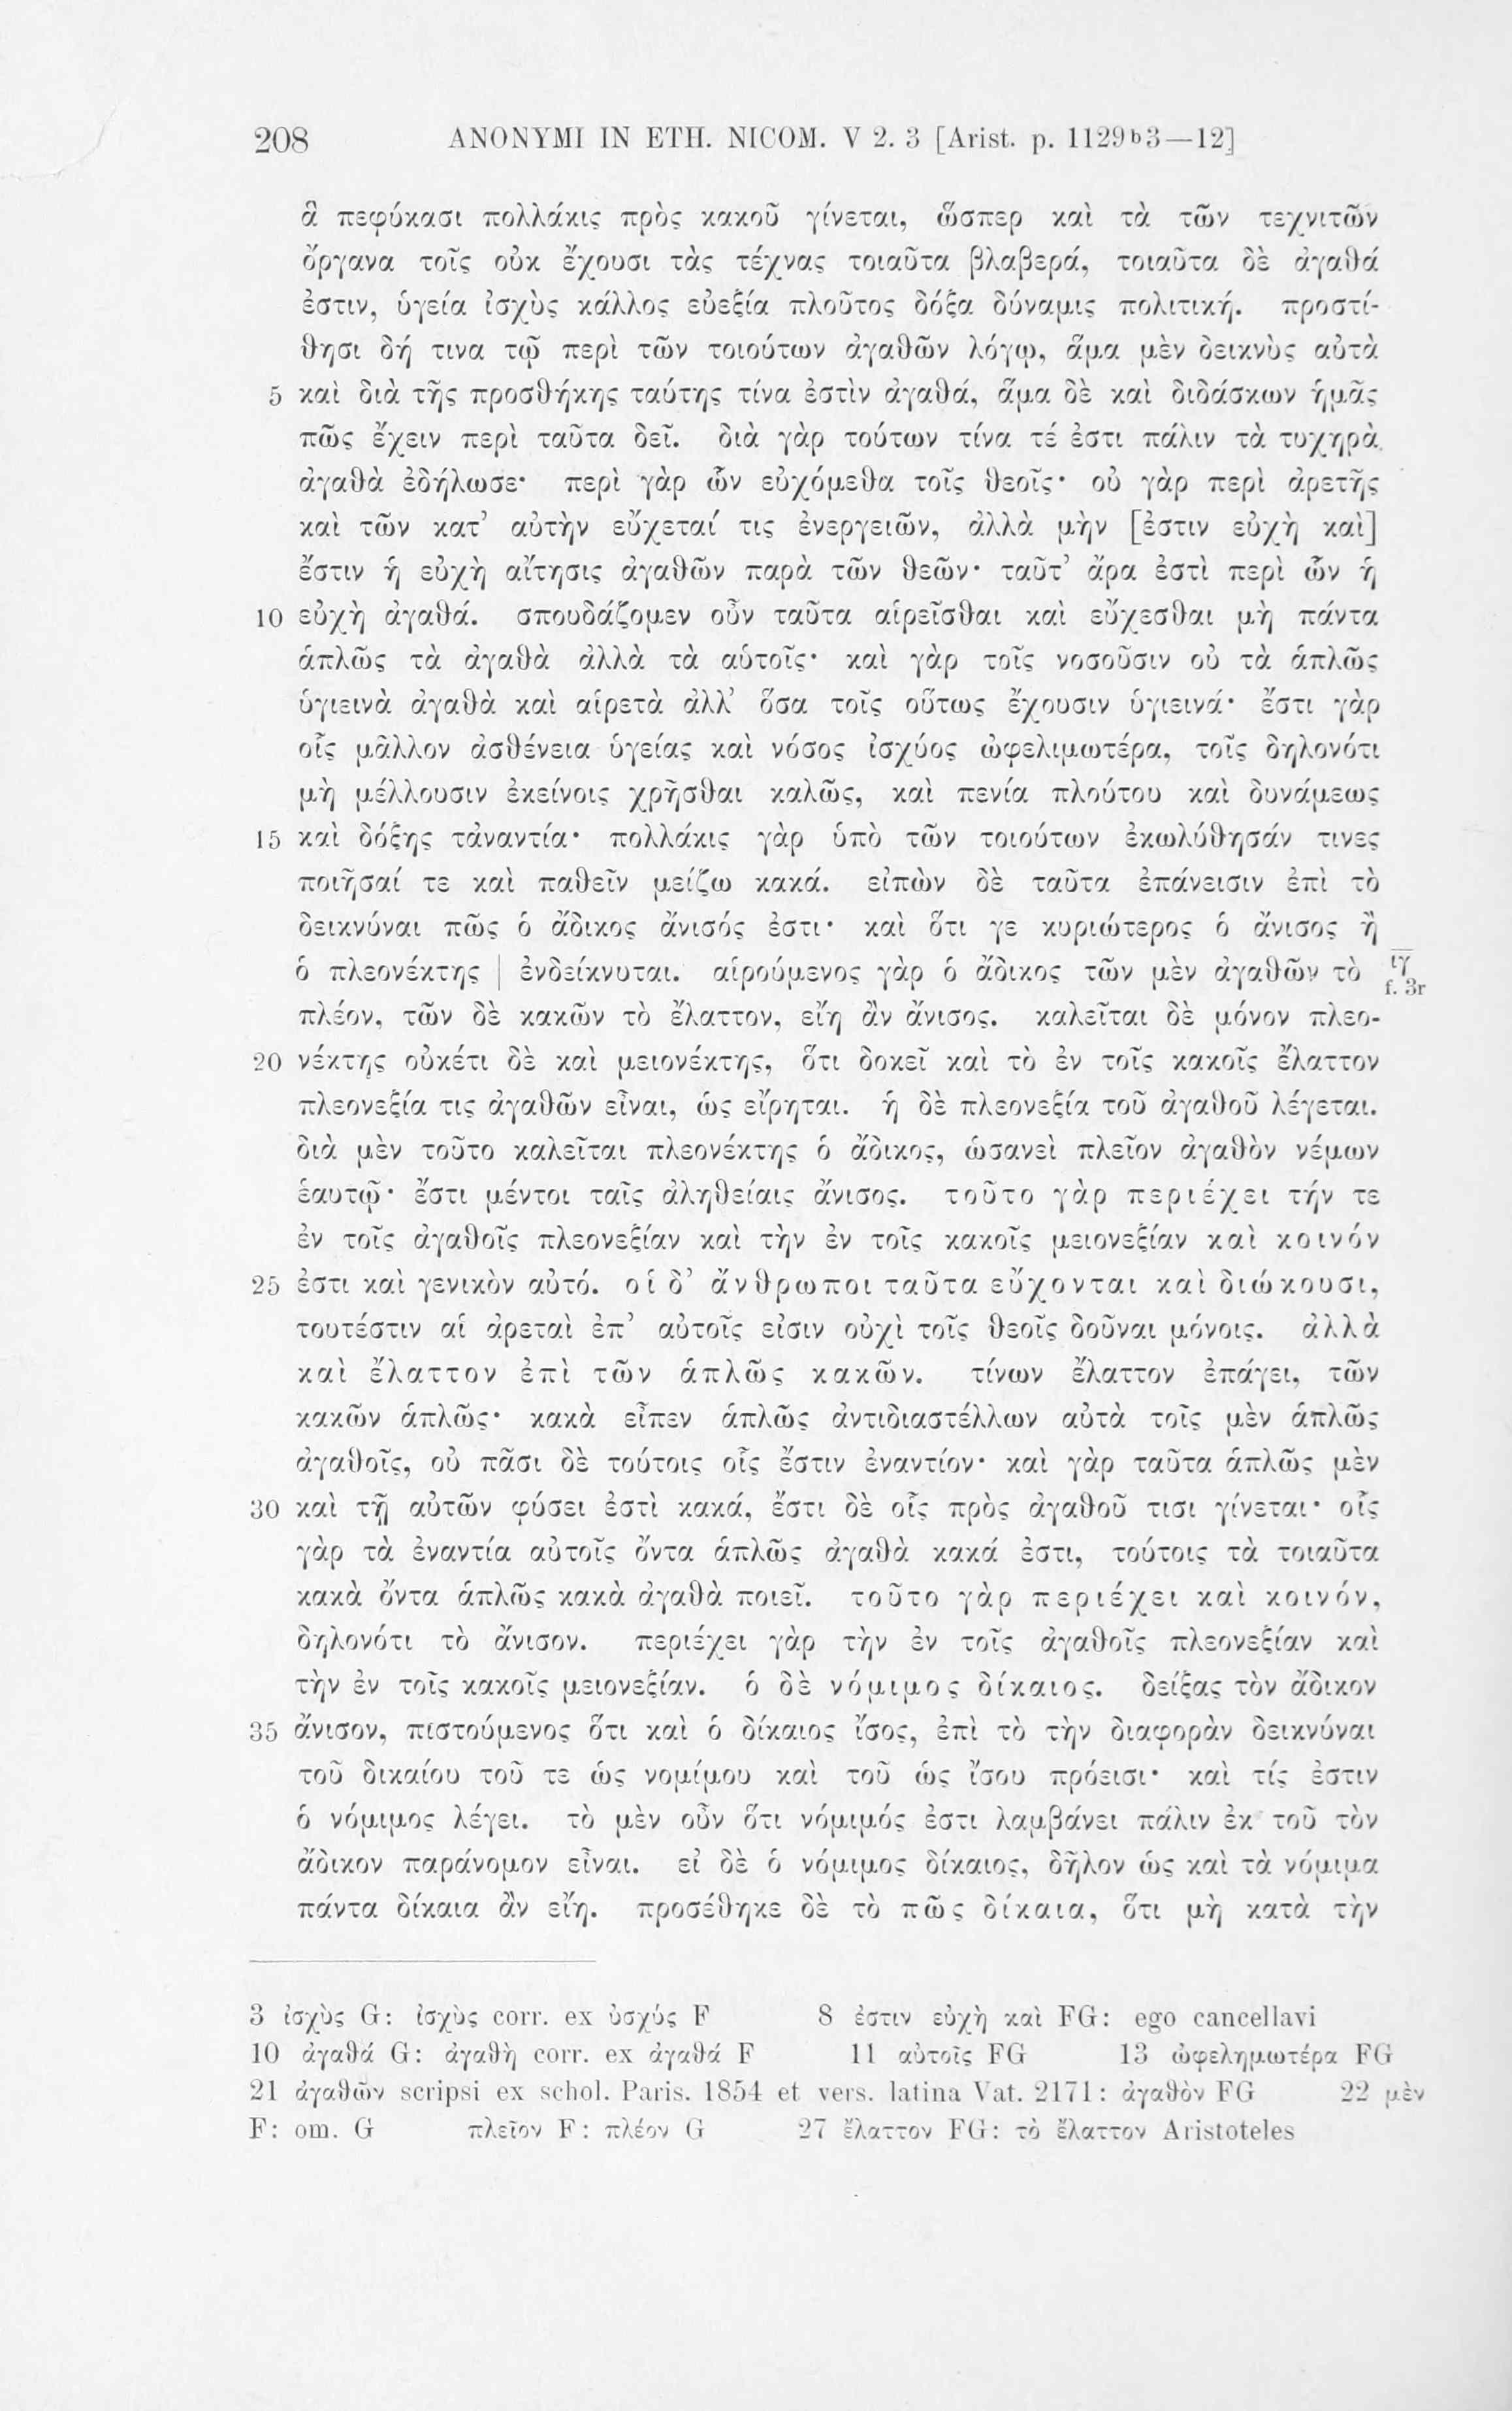 208 ANONYMI IN ETH. NICOM. V 2. 3 [Arist. p. 1129ᵇ3—12]
ἃ πεφύκασι πολλάκις πρὸς κακοῦ γίνεται, ὥσπερ καὶ τὰ τῶν τεχνιτῶν
ὄργανα τοῖς οὐκ ἔχουσι τὰς τέχνας τοιαῦτα βλαβερά, τοιαῦτα δὲ ἀγαθά
ἐστιν, ὑγεία ἰσχὺς κάλλος εὐεξία πλοῦτος δόξα δύναμις πολιτική. προστί-
θησι δή τινα τῷ περὶ τῶν τοιούτων ἀγαθῶν λόγῳ, ἅμα μὲν δεικνὺς αὐτὰ
5 καὶ διὰ τῆς προσθήκης ταύτης τίνα ἐστὶν ἀγαθά, ἅμα δὲ καὶ διδάσκων ἡμᾶς
πῶς ἔχειν περὶ ταῦτα δεῖ. διὰ γὰρ τούτων τίνα τέ ἐστι πάλιν τὰ τυχηρὰ
ἀγαθὰ ἐδήλωσε· περὶ γὰρ ὧν εὐχόμεθα τοῖς θεοῖς· οὐ γὰρ περὶ ἀρετῆς
καὶ τῶν κατ’ αὐτὴν εὔχεταί τις ἐνεργειῶν, ἀλλὰ μὴν [ἐστιν εὐχὴ καὶ]
ἔστιν ἡ εὐχὴ αἴτησις ἀγαθῶν παρὰ τῶν θεῶν· ταῦτ’ ἄρα ἐστὶ περὶ ὧν ἡ
10 εὐχὴ ἀγαθά. σπουδάζομεν οὖν ταῦτα αἱρεῖσθαι καὶ εὔχεσθαι μὴ πάντα
ἁπλῶς τὰ ἀγαθὰ ἀλλὰ τὰ αὑτοῖς· καὶ γὰρ τοῖς νοσοῦσιν οὐ τὰ ἁπλῶς
ὑγιεινὰ ἀγαθὰ καὶ αἱρετὰ ἀλλ’ ὅσα τοῖς οὕτως ἔχουσιν ὑγιεινά· ἔστι γὰρ
οἷς μᾶλλον ἀσθένεια ὑγείας καὶ νόσος ἰσχύος ὠφελιμωτέρα, τοῖς δηλονότι
μὴ μέλλουσιν ἐκείνοις χρῆσθαι καλῶς, καὶ πενία πλούτου καὶ δυνάμεως
15 καὶ δόξης τἀναντία· πολλάκις γὰρ ὑπὸ τῶν τοιούτων ἐκωλύθησάν τινες
ποιῆσαί τε καὶ παθεῖν μείζω κακά. εἰπὼν δὲ ταῦτα ἐπάνεισιν ἐπὶ τὸ
δεικνύναι πῶς ὁ ἄδικος ἄνισός ἐστι· καὶ ὅτι γε κυριώτερος ὁ ἄνισος ἢ
ὁ πλεονέκτης | ἐνδείκνυται. αἱρούμενος γὰρ ὁ ἄδικος τῶν μὲν ἀγαθῶν τὸ ιγ f. 3r
πλέον, τῶν δὲ κακῶν τὸ ἔλαττον, εἴη ἂν ἄνισος. καλεῖται δὲ μόνον πλεο-
20 νέκτης οὐκέτι δὲ καὶ μειονέκτης, ὅτι δοκεῖ καὶ τὸ ἐν τοῖς κακοῖς ἔλαττον
πλεονεξία τις ἀγαθῶν εἶναι, ὡς εἴρηται. ἡ δὲ πλεονεξία τοῦ ἀγαθοῦ λέγεται.
διὰ μὲν τοῦτο καλεῖται πλεονέκτης ὁ ἄδικος, ὡσανεὶ πλεῖον ἀγαθὸν νέμων
ἑαυτῷ· ἔστι μέντοι ταῖς ἀληθείαις ἄνισος. τοῦτο γὰρ περιέχει τήν τε
ἐν τοῖς ἀγαθοῖς πλεονεξίαν καὶ τὴν ἐν τοῖς κακοῖς μειονεξίαν καὶ κοινόν
25 ἐστι καὶ γενικὸν αὐτό. οἱ δ’ ἄνθρωποι ταῦτα εὔχονται καὶ διώκουσι,
τουτέστιν αἱ ἀρεταὶ ἐπ’ αὐτοῖς εἰσιν οὐχὶ τοῖς θεοῖς δοῦναι μόνοις. ἀλλὰ
καὶ ἔλαττον ἐπὶ τῶν ἁπλῶς κακῶν. τίνων ἔλαττον ἐπάγει, τῶν
κακῶν ἁπλῶς· κακὰ εἶπεν ἁπλῶς ἀντιδιαστέλλων αὐτὰ τοῖς μὲν ἁπλῶς
ἀγαθοῖς, οὐ πᾶσι δὲ τούτοις οἷς ἔστιν ἐναντίον· καὶ γὰρ ταῦτα ἁπλῶς μὲν
30 καὶ τῇ αὑτῶν φύσει ἐστὶ κακά, ἔστι δὲ οἷς πρὸς ἀγαθοῦ τισι γίνεται· οἷς
γὰρ τὰ ἐναντία αὐτοῖς ὄντα ἁπλῶς ἀγαθὰ κακά ἐστι, τούτοις τὰ τοιαῦτα
κακὰ ὄντα ἁπλῶς κακὰ ἀγαθὰ ποιεῖ. τοῦτο γὰρ περιέχει καὶ κοινόν,
δηλονότι τὸ ἄνισον. περιέχει γὰρ τὴν ἐν τοῖς ἀγαθοῖς πλεονεξίαν καὶ
τὴν ἐν τοῖς κακοῖς μειονεξίαν. ὁ δὲ νόμιμος δίκαιος. δείξας τὸν ἄδικον
35 ἄνισον, πιστούμενος ὅτι καὶ ὁ δίκαιος ἴσος, ἐπὶ τὸ τὴν διαφορὰν δεικνύναι
τοῦ δικαίου τοῦ τε ὡς νομίμου καὶ τοῦ ὡς ἴσου πρόεισι· καὶ τίς ἐστιν
ὁ νόμιμος λέγει. τὸ μὲν οὖν ὅτι νόμιμός ἐστι λαμβάνει πάλιν ἐκ τοῦ τὸν
ἄδικον παράνομον εἶναι. εἰ δὲ ὁ νόμιμος δίκαιος, δῆλον ὡς καὶ τὰ νόμιμα
πάντα δίκαια ἂν εἴη. προσέθηκε δὲ τὸ πῶς δίκαια, ὅτι μὴ κατὰ τὴν
3 ἰσχὺς G: ἰσχὺς corr. ex ὑσχύς F 8 ἐστιν εὐχὴ καὶ FG: ego cancellavi
10 ἀγαθά G: ἀγαθὴ corr. ex ἀγαθά F 11 αὐτοῖς FG 13 ὠφελημωτέρα FG
21 ἀγαθῶν scripsi ex schol. Paris. 1854 et vers. latina Vat. 2171: ἀγαθὸν FG 22 μὲν
F: om. G πλεῖον F: πλέον G 27 ἔλαττον FG: τὸ ἔλαττον Aristoteles